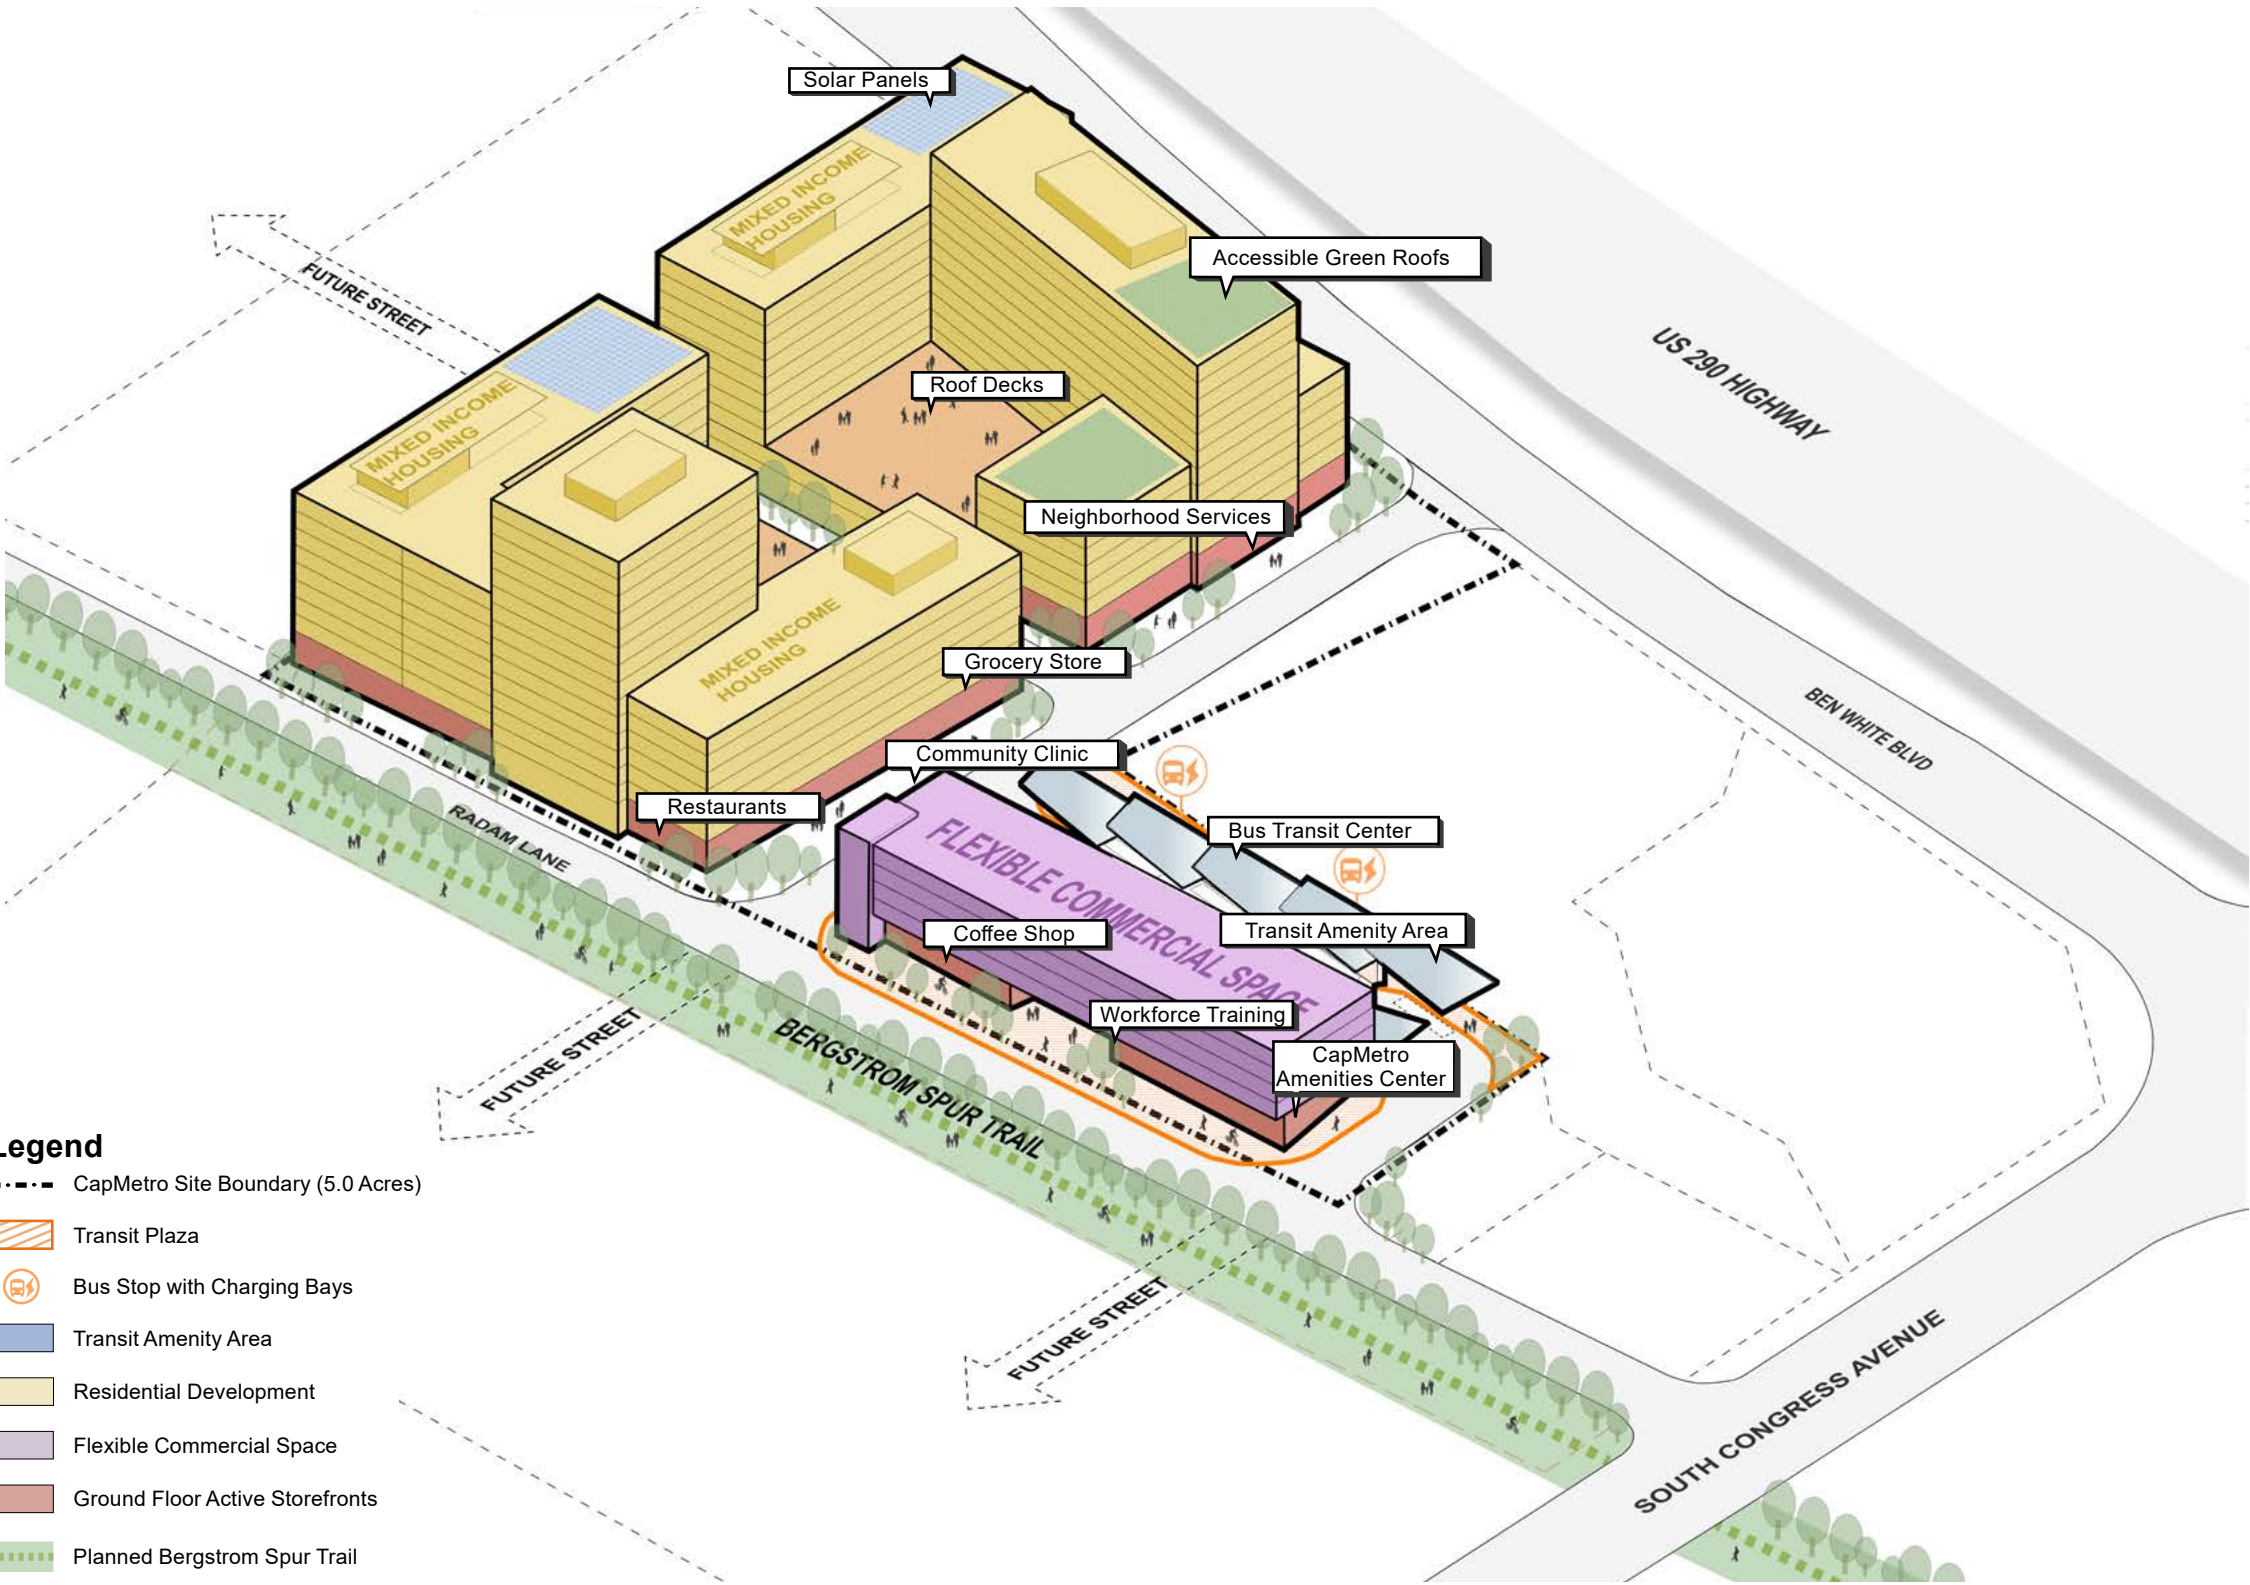 Solar Panels
MIXED INCOME
HOUSING
Accessible Green Roofs
FUTURE STREET
US 290 HIGHWAY
Roof Decks
MIXED INCOME
HOUSING
Neighborhood Services
MIXED INCOME
HOUSING
Grocery Store
BEN WHITE BLVD
Community Clinic
Restaurants
RADAM LANE
Bus Transit Center
FLEXIBLE COMMERCIAL SPACE
Coffee Shop
Transit Amenity Area
Workforce Training
CapMetro
Amenities Center
FUTURE STREET
BERGSTROM SPUR TRAIL
FUTURE STREET
SOUTH CONGRESS AVENUE
Legend
CapMetro Site Boundary (5.0 Acres)
Transit Plaza
Bus Stop with Charging Bays
Transit Amenity Area
Residential Development
Flexible Commercial Space
Ground Floor Active Storefronts
Planned Bergstrom Spur Trail